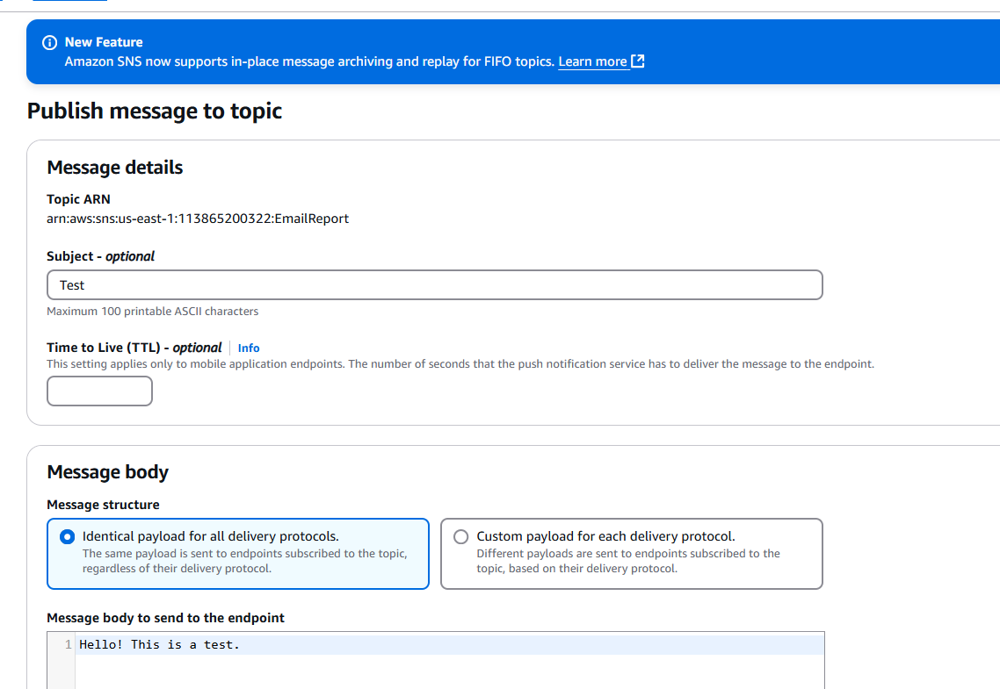 New Feature
Amazon SNS now supports in-place message archiving and replay for FIFO topics. Learn more
Publish message to topic
Message details
Topic ARN
arn:aws:sns:us-east-1:113865200322:EmailReport
Subject - optional
Test
Maximum 100 printable ASCII characters
Time to Live (TTL) - optional Info
This setting applies only to mobile application endpoints. The number of seconds that the push notification service has to deliver the message to the endpoint.
Message body
Message structure
Identical payload for all delivery protocols.
The same payload is sent to endpoints subscribed to the topic,
regardless of their delivery protocol.
Custom payload for each delivery protocol.
Different payloads are sent to endpoints subscribed to the
topic, based on their delivery protocol.
Message body to send to the endpoint
1 Hello! This is a test.